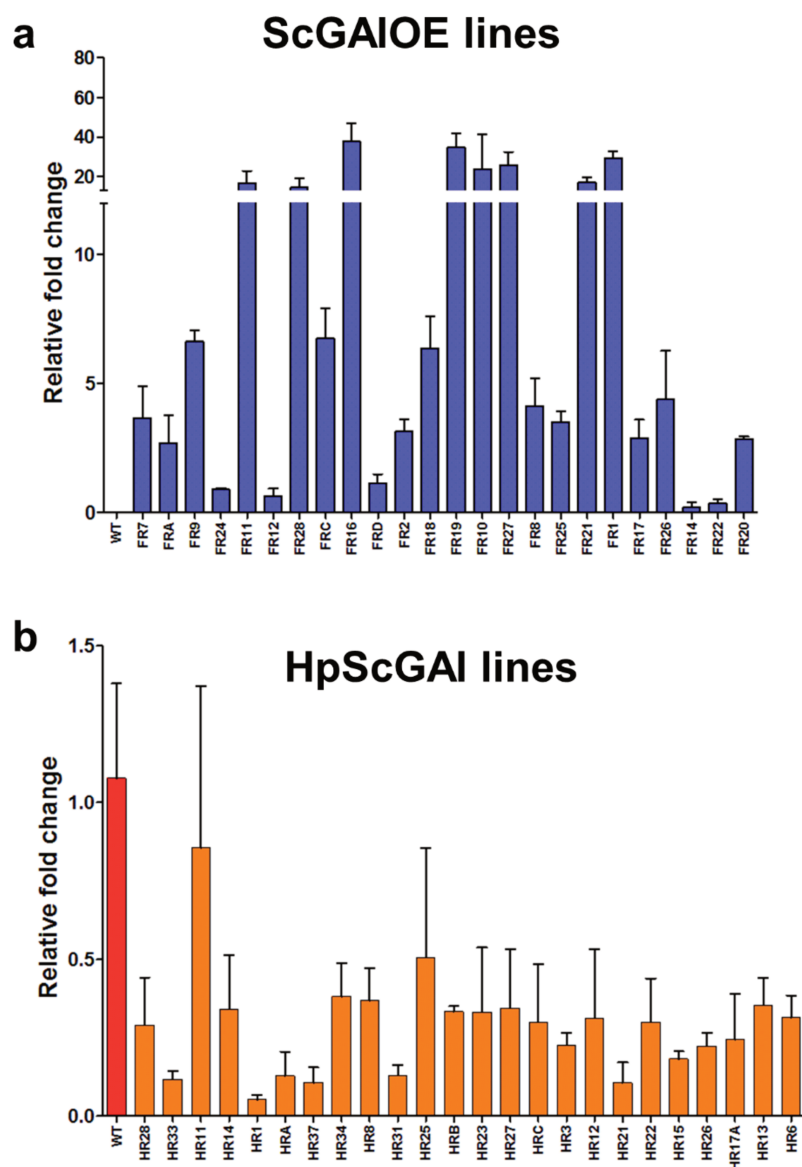 a
ScGAIOE lines
Relative fold change
80
60
40
20
10
5
0
WT FR7 FRA FR9 FR24 FR11 FR12 FR28 FRC FR16 FRD FR2 FR18 FR19 FR10 FR27 FR8 FR25 FR21 FR1 FR17 FR26 FR14 FR22 FR20
b
HpScGAI lines
Relative fold change
1.5
1.0
0.5
0.0
WT HR28 HR33 HR11 HR14 HR1 HRA HR37 HR34 HR8 HR31 HR25 HRB HR23 HR27 HRC HR3 HR12 HR21 HR22 HR15 HR26 HR17A HR13 HR6